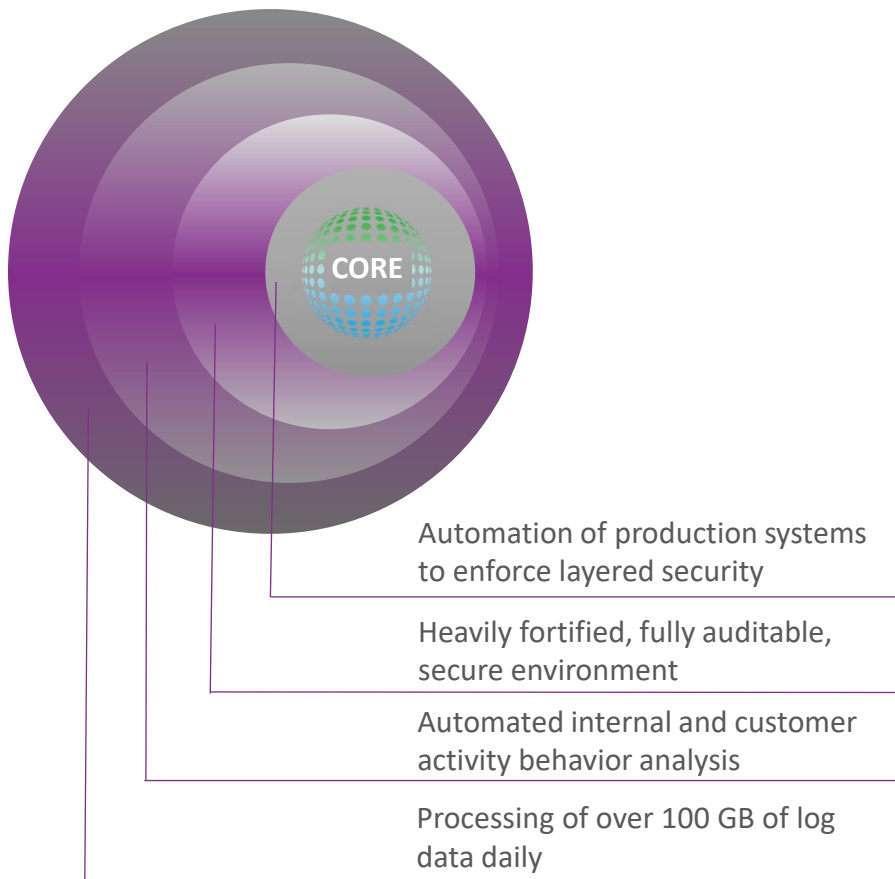 CORE
Automation of production systems
to enforce layered security
Heavily fortified, fully auditable,
secure environment
Automated internal and customer
activity behavior analysis
Processing of over 100 GB of log
data daily